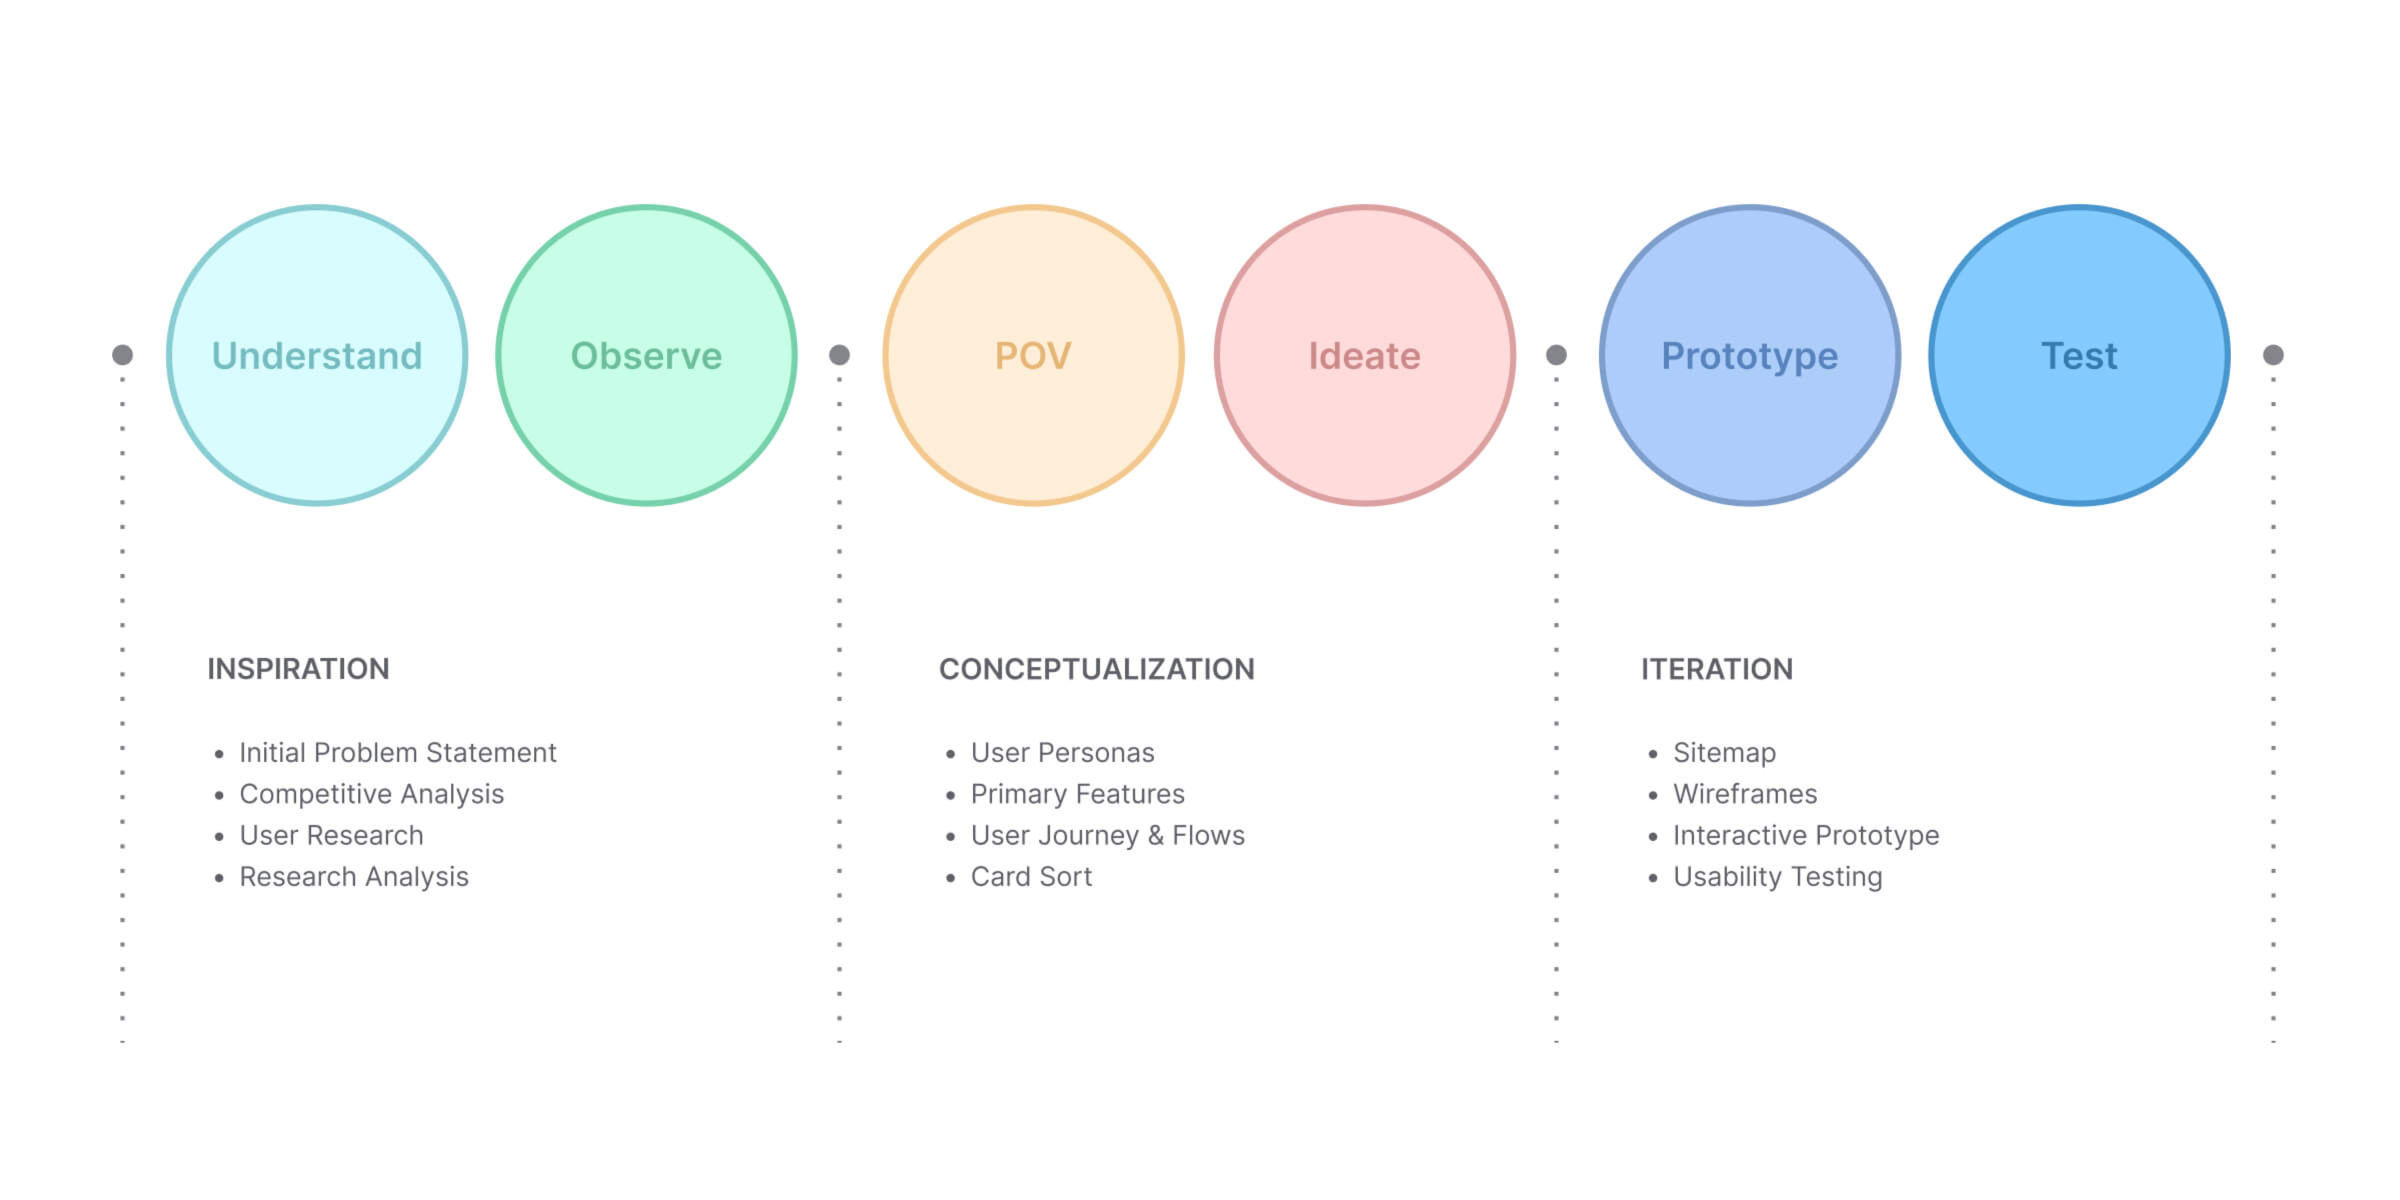 Understand
Observe
POV
Ideate
Prototype
Test
INSPIRATION
• Initial Problem Statement
• Competitive Analysis
• User Research
• Research Analysis
CONCEPTUALIZATION
• User Personas
• Primary Features
• User Journey & Flows
• Card Sort
ITERATION
• Sitemap
• Wireframes
• Interactive Prototype
• Usability Testing